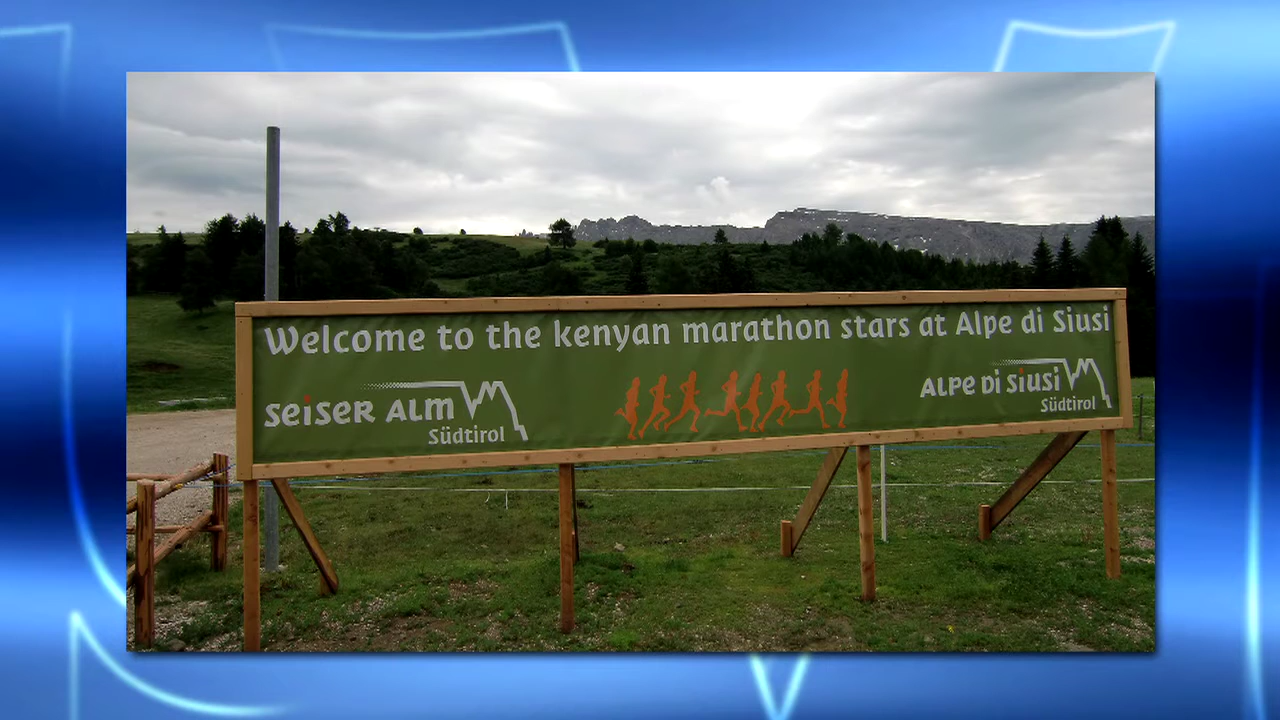 Welcome to the kenyan marathon stars at Alpe di Siusi
seiser alm
Südtirol
alpe di siusi
Südtirol